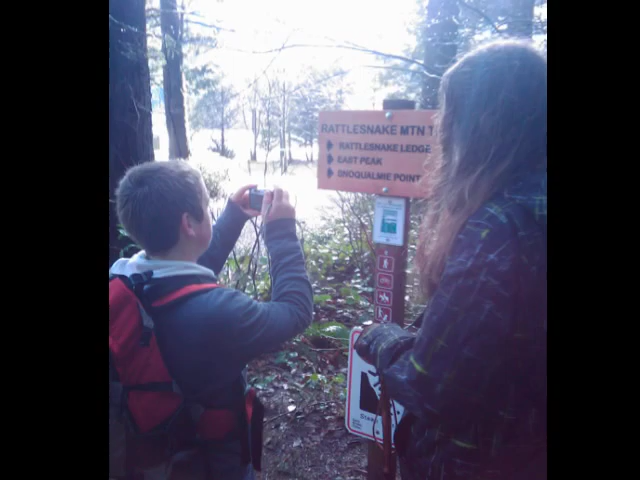 RATTLESNAKE MTN T
RATTLESNAKE LEDGE
EAST PEAK
SNOQUALMIE POINT